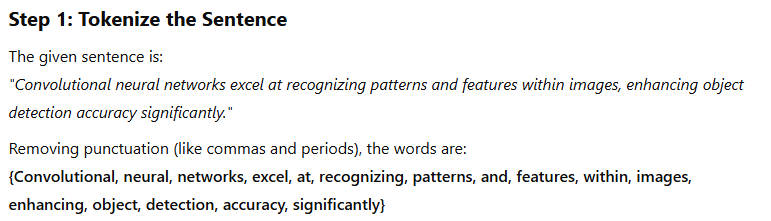 Step 1: Tokenize the Sentence
The given sentence is:
"Convolutional neural networks excel at recognizing patterns and features within images, enhancing object
detection accuracy significantly."
Removing punctuation (like commas and periods), the words are:
{Convolutional, neural, networks, excel, at, recognizing, patterns, and, features, within, images,
enhancing, object, detection, accuracy, significantly}